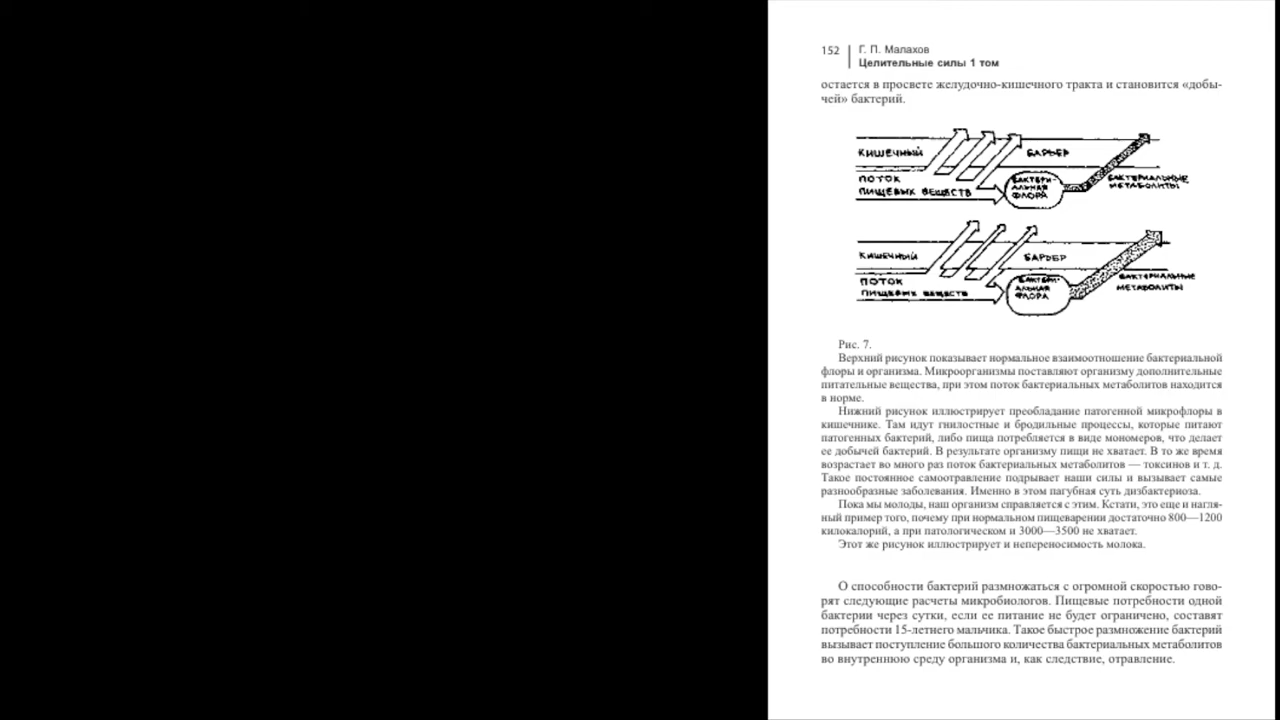 152
Г. П. Малахов
Целительные силы 1 том
остается в просвете желудочно-кишечного тракта и становится «добы-
чей» бактерий.
КИШЕЧНЫЙ БАРЬЕР
ПОТОК
ПИЩЕВЫХ ВЕЩЕСТВ
БАКТЕРИ-
АЛЬНАЯ
ФЛОРА
БАКТЕРИАЛЬНЫЕ
МЕТАБОЛИТЫ
КИШЕЧНЫЙ БАРЬЕР
ПОТОК
ПИЩЕВЫХ ВЕЩЕСТВ
БАКТЕРИ-
АЛЬНАЯ
ФЛОРА
БАКТЕРИАЛЬНЫЕ
МЕТАБОЛИТЫ
Рис. 7.
Верхний рисунок показывает нормальное взаимоотношение бактериальной
флоры и организма. Микроорганизмы поставляют организму дополнительные
питательные вещества, при этом поток бактериальных метаболитов находится
в норме.
Нижний рисунок иллюстрирует преобладание патогенной микрофлоры в
кишечнике. Там идут гнилостные и бродильные процессы, которые питают
патогенных бактерий, либо пища потребляется в виде мономеров, что делает
ее добычей бактерий. В результате организму пищи не хватает. В то же время
возрастает во много раз поток бактериальных метаболитов — токсинов и т. д.
Такое постоянное самоотравление подрывает наши силы и вызывает самые
разнообразные заболевания. Именно в этом пагубная суть дизбактериоза.
Пока мы молоды, наш организм справляется с этим. Кстати, это еще и нагля-
ный пример того, почему при нормальном пищеварении достаточно 800—1200
килокалорий, а при патологическом и 3000—3500 не хватает.
Этот же рисунок иллюстрирует и непереносимость молока.
О способности бактерий размножаться с огромной скоростью гово-
рят следующие расчеты микробиологов. Пищевые потребности одной
бактерии через сутки, если ее питание не будет ограничено, составят
потребности 15-летнего мальчика. Такое быстрое размножение бактерий
вызывает поступление большого количества бактериальных метаболитов
во внутреннюю среду организма и, как следствие, отравление.